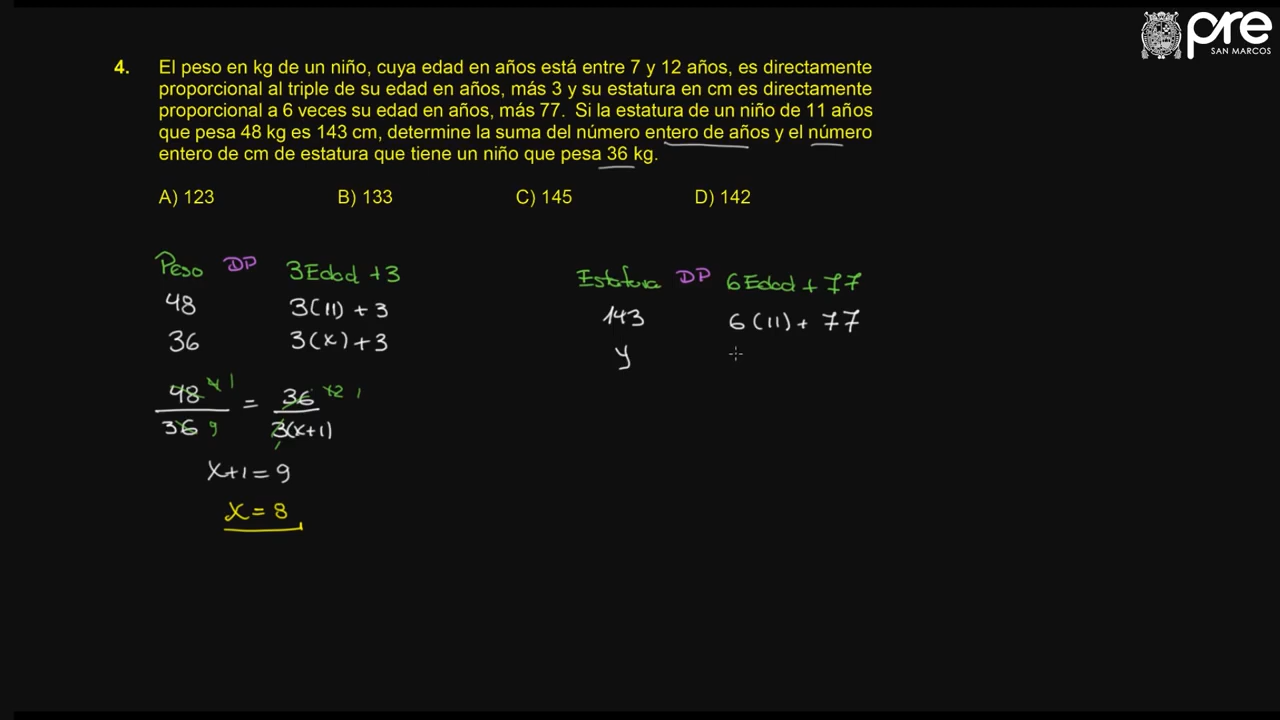 pre
SAN MARCOS
4. El peso en kg de un niño, cuya edad en años está entre 7 y 12 años, es directamente
proporcional al triple de su edad en años, más 3 y su estatura en cm es directamente
proporcional a 6 veces su edad en años, más 77. Si la estatura de un niño de 11 años
que pesa 48 kg es 143 cm, determine la suma del número entero de años y el número
entero de cm de estatura que tiene un niño que pesa 36 kg.
A) 123 B) 133 C) 145 D) 142
Peso DP 3Edad + 3
48 3(11) + 3
36 3(x) + 3
48 4 1 = 36 12 1
36 9 3(x+1) 1
x+1 = 9
x = 8
Estatura DP 6Edad + 77
143 6(11) + 77
y